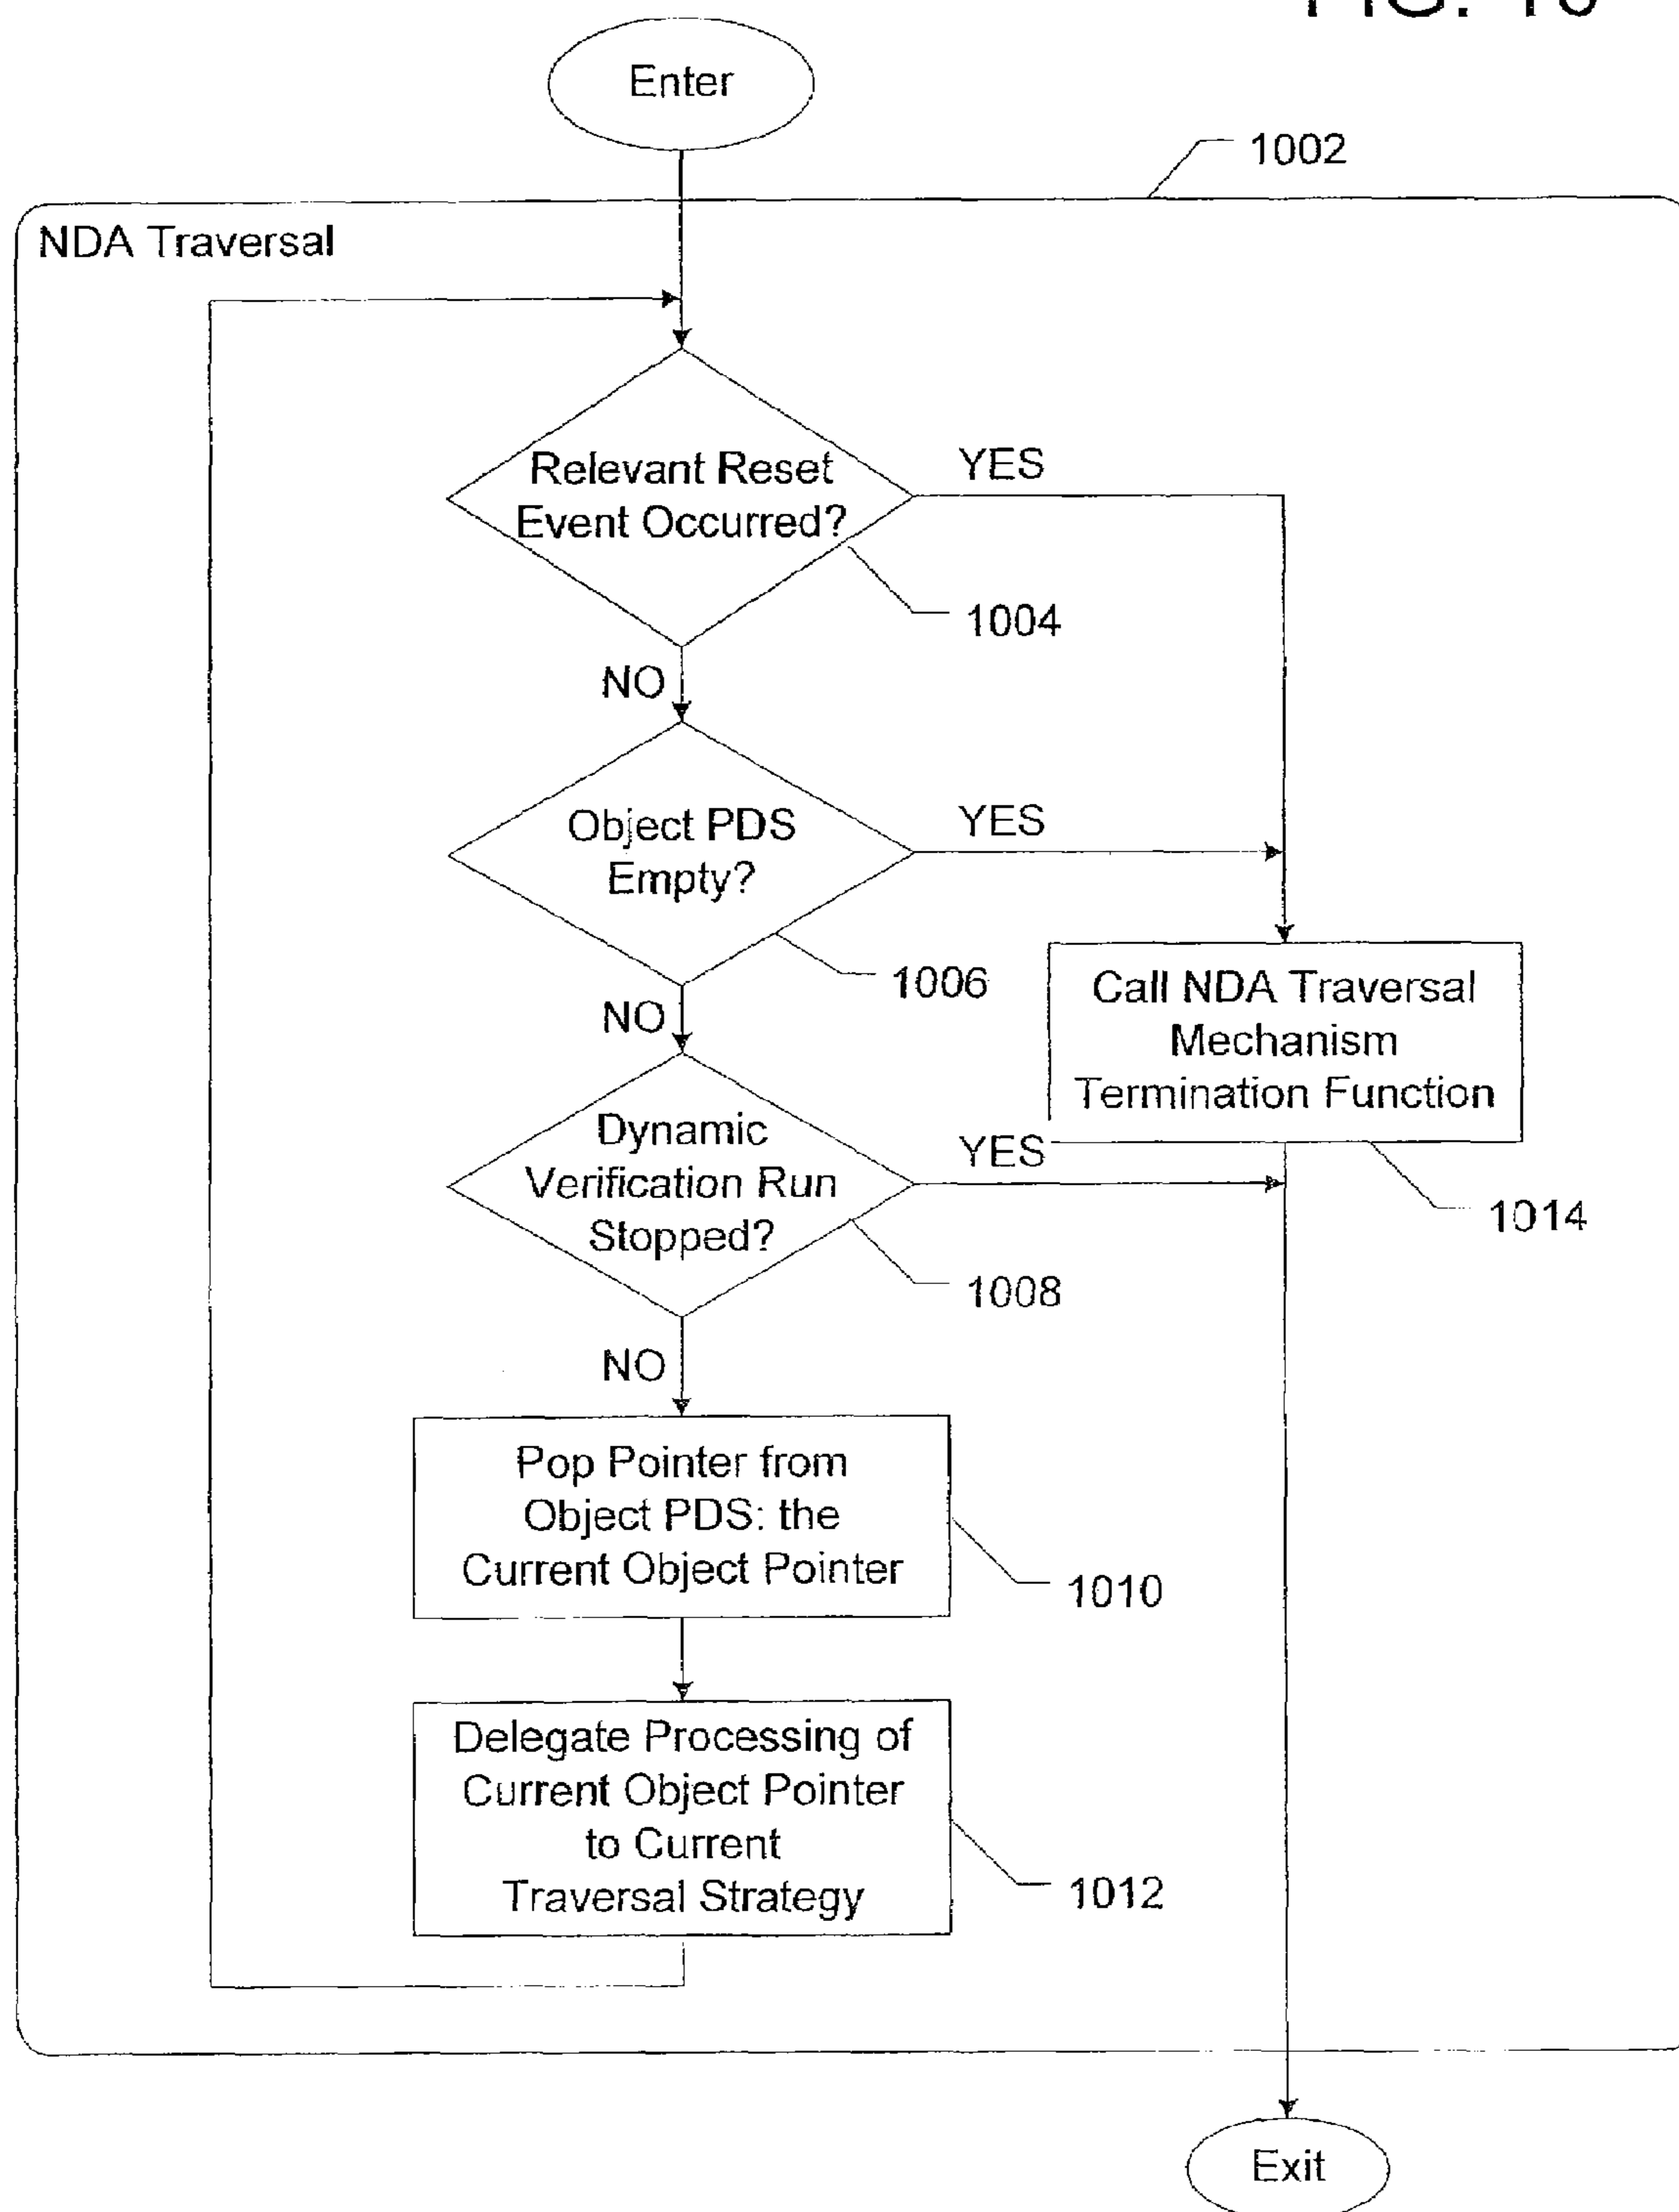 FIG. 10
Enter
1002
NDA Traversal
Relevant Reset
Event Occurred?
YES
1004
NO
Object PDS
Empty?
YES
1006
NO
Call NDA Traversal
Mechanism
Termination Function
1014
Dynamic
Verification Run
Stopped?
YES
1008
NO
Pop Pointer from
Object PDS: the
Current Object Pointer
1010
Delegate Processing of
Current Object Pointer
to Current
Traversal Strategy
1012
Exit